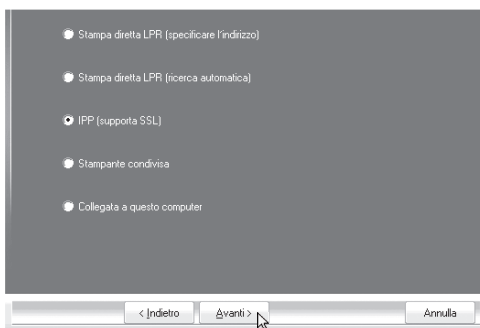 Stampa diretta LPR (specificare l'indirizzo)
Stampa diretta LPR (ricerca automatica)
IPP (supporta SSL)
Stampante condivisa
Collegata a questo computer
< Indietro Avanti > Annulla